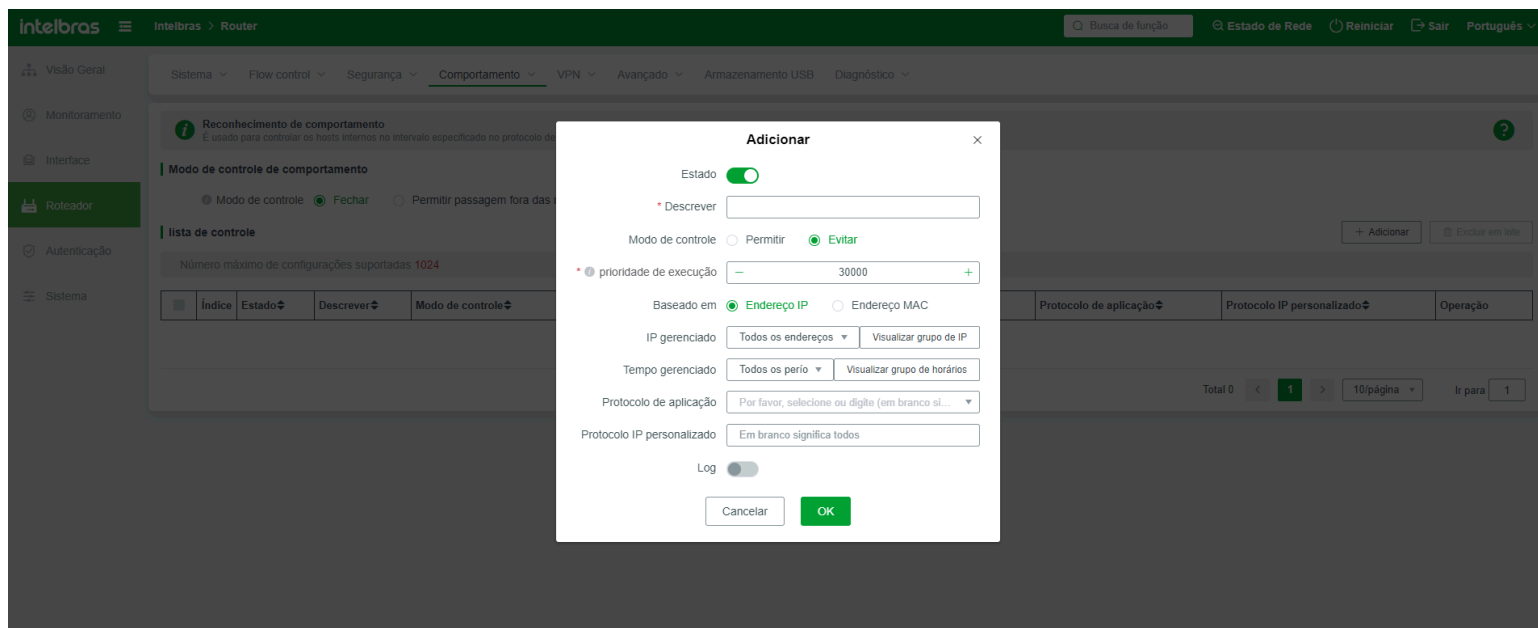 intelbras
Intelbras > Router
Busca de função
Estado de Rede
Reiniciar
Sair
Português
Visão Geral
Monitoramento
Interface
Roteador
Autenticação
Sistema
Sistema
Flow control
Segurança
Comportamento
VPN
Avançado
Armazenamento USB
Diagnóstico
Reconhecimento de comportamento
É usado para controlar os hosts internos no intervalo especificado no protocolo de
?
Modo de controle de comportamento
Modo de controle
Fechar
Permitir passagem fora das
lista de controle
+ Adicionar
Excluir em lote
Número máximo de configurações suportadas 1024
Índice
Estado
Descrever
Modo de controle
Protocolo de aplicação
Protocolo IP personalizado
Operação
Total 0
<
1
>
10/página
Ir para
1
Adicionar
×
Estado
* Descrever
Modo de controle
Permitir
Evitar
* prioridade de execução
−
30000
+
Baseado em
Endereço IP
Endereço MAC
IP gerenciado
Todos os endereços
Visualizar grupo de IP
Tempo gerenciado
Todos os perío
Visualizar grupo de horários
Protocolo de aplicação
Por favor, selecione ou digite (em branco si...
Protocolo IP personalizado
Em branco significa todos
Log
Cancelar
OK